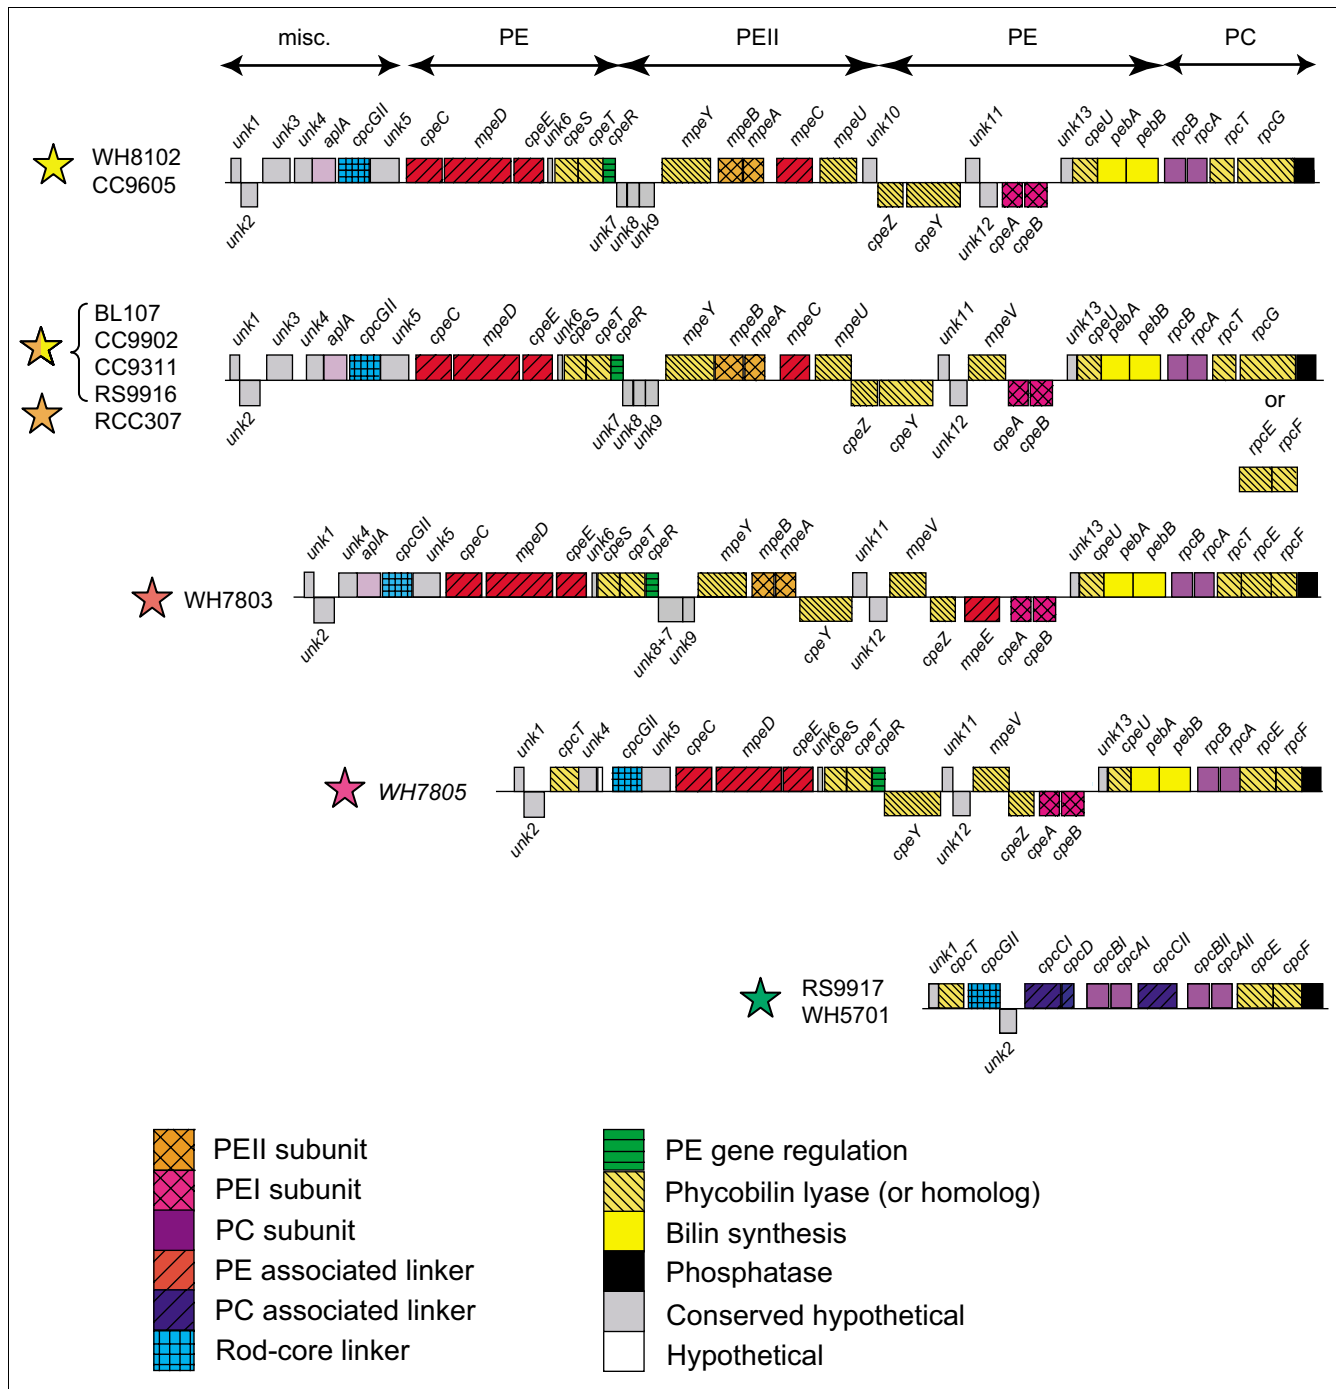 misc. PE PEII PE PC
unk1 unk3 unk4 aplA cpcGII unk5 cpeC mpeD cpeE unk6 cpeS cpeT cpeR mpeY mpeB mpeA mpeC mpeU unk10 unk11 unk13 cpeU pebA pebB rpcB rpcA rpcT rpcG
WH8102
CC9605
unk2 unk7 unk8 unk9 cpeZ cpeY unk12 cpeA cpeB
unk1 unk3 unk4 aplA cpcGII unk5 cpeC mpeD cpeE unk6 cpeS cpeT cpeR mpeY mpeB mpeA mpeC mpeU unk11 mpeV unk13 cpeU pebA pebB rpcB rpcA rpcT rpcG
BL107
CC9902
CC9311
RS9916
RCC307
unk2 unk7 unk8 unk9 cpeZ cpeY unk12 cpeA cpeB
or
rpcE rpcF
unk1 unk4 aplA cpcGII unk5 cpeC mpeD cpeE unk6 cpeS cpeT cpeR mpeY mpeB mpeA unk11 mpeV unk13 cpeU pebA pebB rpcB rpcA rpcT rpcE rpcF
WH7803
unk2 unk8+7 unk9 cpeY unk12 cpeZ mpeE cpeA cpeB
unk1 cpcT unk4 cpcGII unk5 cpeC mpeD cpeE unk6 cpeS cpeT cpeR unk11 mpeV unk13 cpeU pebA pebB rpcB rpcA rpcE rpcF
WH7805
unk2 cpeY unk12 cpeZ cpeA cpeB
unk1 cpcT cpcGII cpcCI cpcD cpcBI cpcAI cpcCII cpcBII cpcAII cpcE cpcF
RS9917
WH5701
unk2
PEII subunit
PEI subunit
PC subunit
PE associated linker
PC associated linker
Rod-core linker
PE gene regulation
Phycobilin lyase (or homolog)
Bilin synthesis
Phosphatase
Conserved hypothetical
Hypothetical